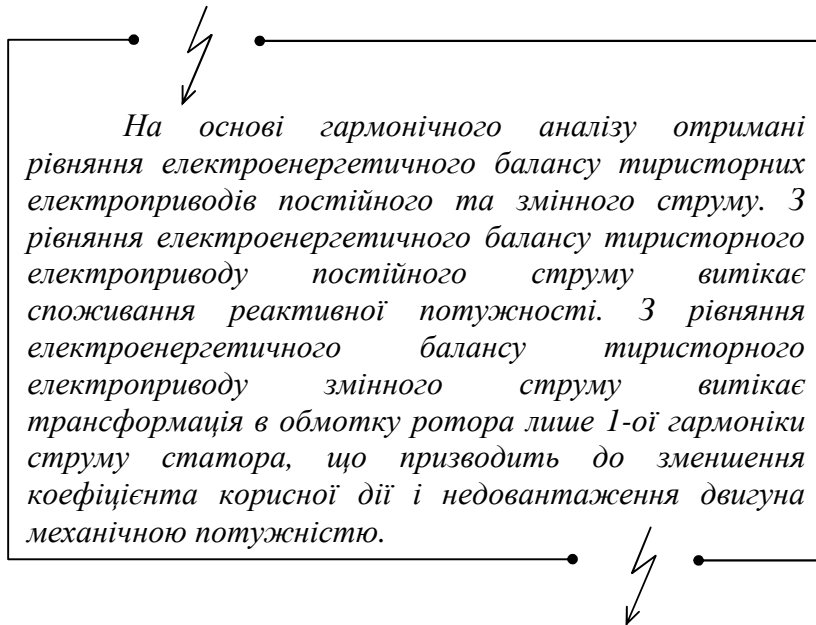 На основі гармонічного аналізу отримані
рівняння електроенергетичного балансу тиристорних
електроприводів постійного та змінного струму. З
рівняння електроенергетичного балансу тиристорного
електроприводу постійного струму витікає
споживання реактивної потужності. З рівняння
електроенергетичного балансу тиристорного
електроприводу змінного струму витікає
трансформація в обмотку ротора лише 1-ої гармоніки
струму статора, що призводить до зменшення
коефіцієнта корисної дії і недовантаження двигуна
механічною потужністю.